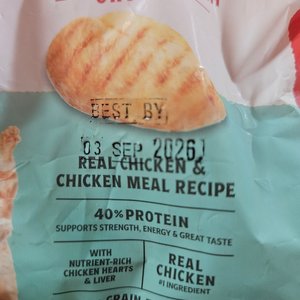 BEST BY
03 SEP 2026
REAL CHICKEN &
CHICKEN MEAL RECIPE
40% PROTEIN
SUPPORTS STRENGTH, ENERGY & GREAT TASTE
WITH
NUTRIENT-RICH
CHICKEN HEARTS
& LIVER
REAL
CHICKEN
#1 INGREDIENT
GRAIN